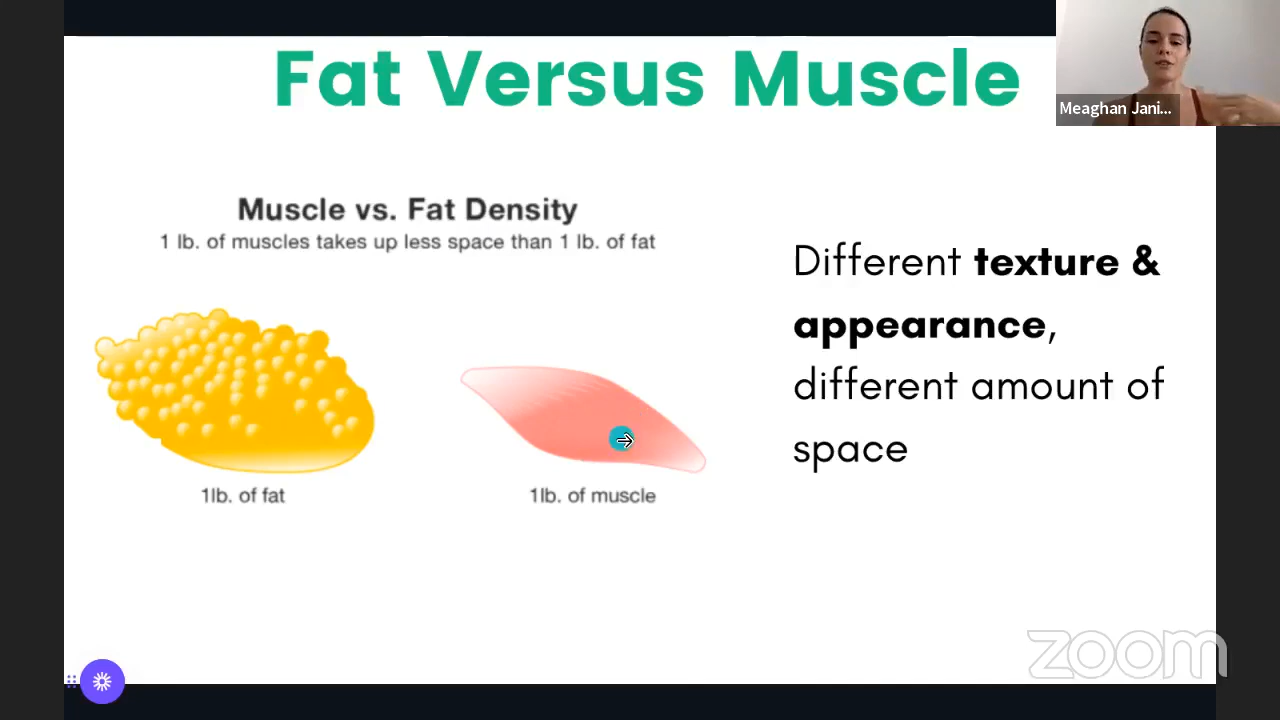 Fat Versus Muscle
Meaghan Jani...
Muscle vs. Fat Density
1 lb. of muscles takes up less space than 1 lb. of fat
Different texture &
appearance,
different amount of
space
1lb. of fat
1lb. of muscle
zoom